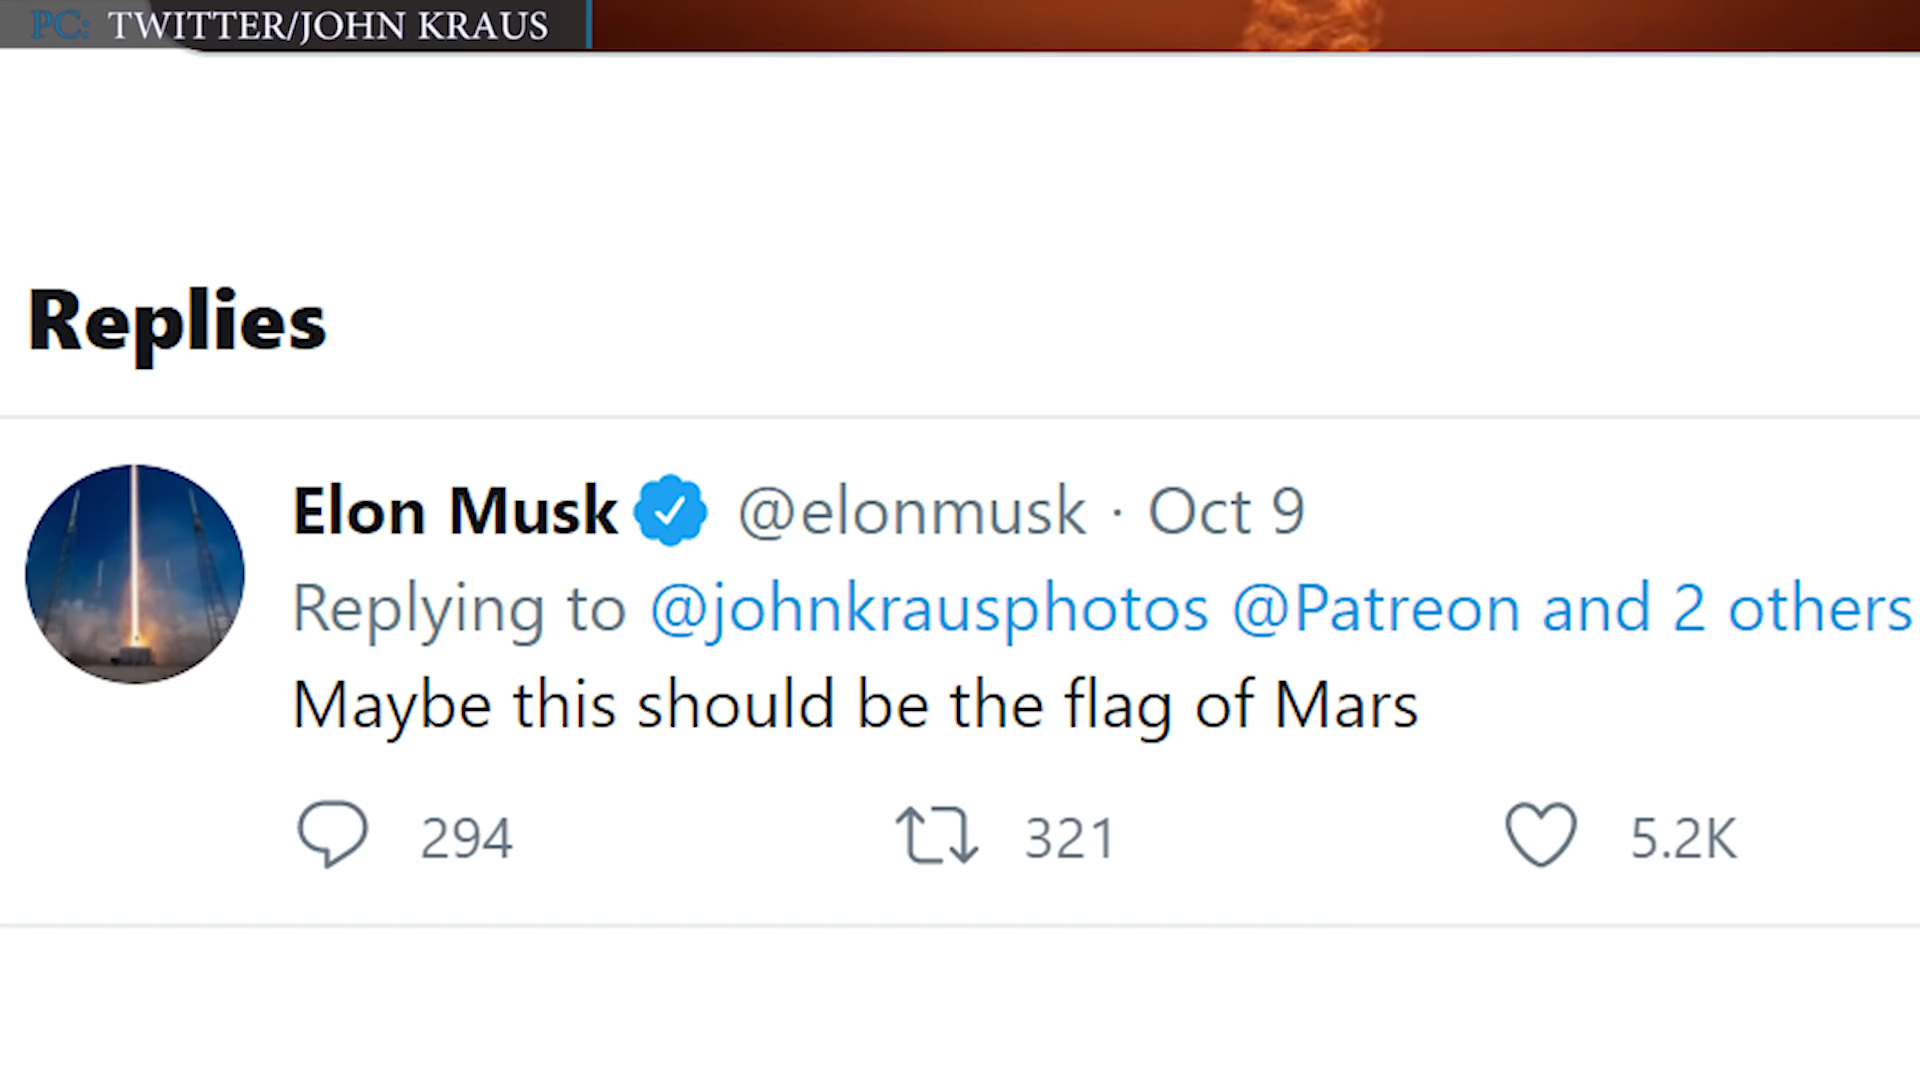 PC: TWITTER/JOHN KRAUS
Replies
Elon Musk @elonmusk · Oct 9
Replying to @johnkrausphotos @Patreon and 2 others
Maybe this should be the flag of Mars
294 321 5.2K